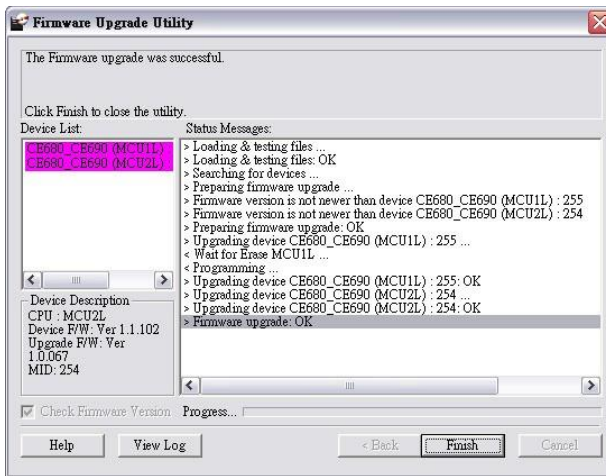 Firmware Upgrade Utility
The Firmware upgrade was successful.
Click Finish to close the utility.
Device List:
CE680_CE690 (MCU1L)
CE680_CE690 (MCU2L)
Status Messages:
> Loading & testing files ...
> Loading & testing files: OK
> Searching for devices ...
> Preparing firmware upgrade ...
> Firmware version is not newer than device CE680_CE690 (MCU1L) : 255
> Firmware version is not newer than device CE680_CE690 (MCU2L) : 254
> Preparing firmware upgrade: OK
> Upgrading device CE680_CE690 (MCU1L) : 255 ...
< Wait for Erase MCU1L ...
< Programming ...
> Upgrading device CE680_CE690 (MCU1L) : 255: OK
> Upgrading device CE680_CE690 (MCU2L) : 254 ...
> Upgrading device CE680_CE690 (MCU2L) : 254: OK
> Firmware upgrade: OK
Device Description
CPU : MCU2L
Device F/W: Ver 1.1.102
Upgrade F/W: Ver
1.0.067
MID: 254
Check Firmware Version
Progress...
Help
View Log
< Back
Finish
Cancel